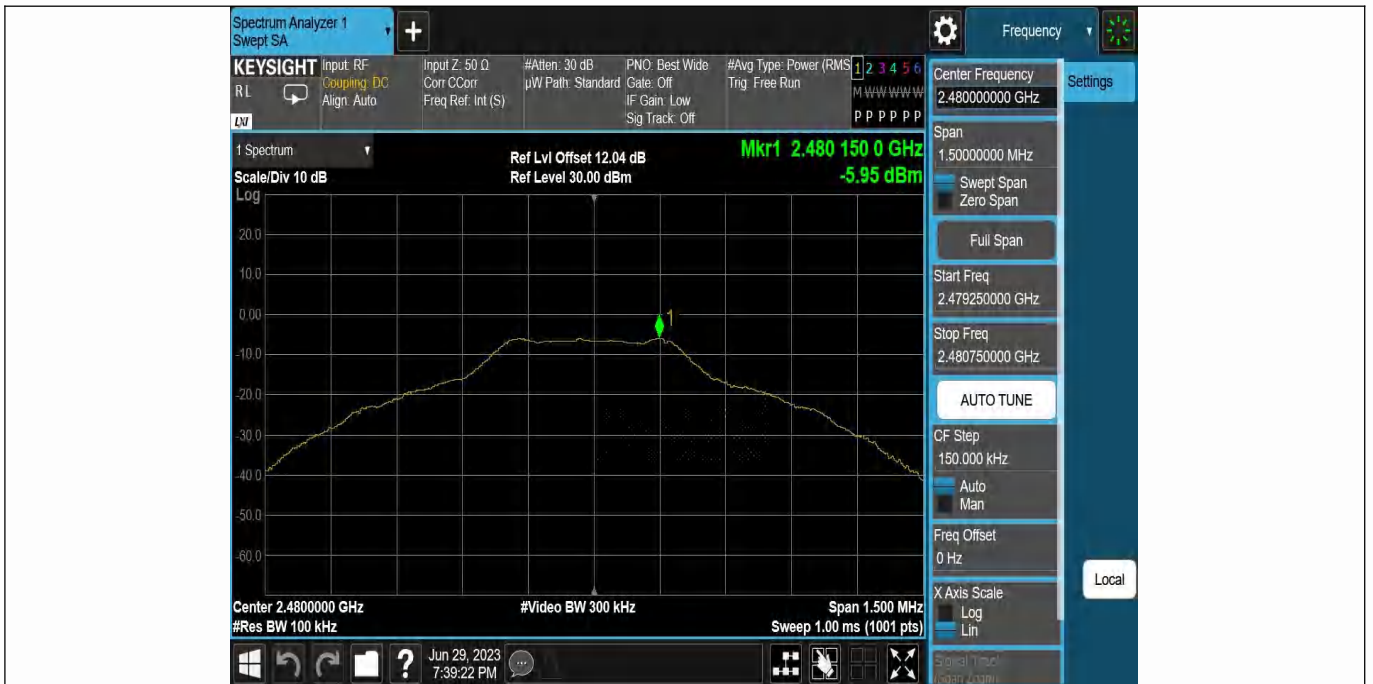 Spectrum Analyzer 1
Swept SA
+
Frequency
KEYSIGHT
RL
LXI
Input: RF
Coupling: DC
Align: Auto
Input Z: 50 Ω
Corr CCorr
Freq Ref: Int (S)
#Atten: 30 dB
µW Path: Standard
PNO: Best Wide
Gate: Off
IF Gain: Low
Sig Track: Off
#Avg Type: Power (RMS
Trig: Free Run
1 2 3 4 5 6
M W W W W W
P P P P P P
1 Spectrum
Scale/Div 10 dB
Log
Ref Lvl Offset 12.04 dB
Ref Level 30.00 dBm
Mkr1 2.480 150 0 GHz
-5.95 dBm
20.0
10.0
0.00
-10.0
-20.0
-30.0
-40.0
-50.0
-60.0
1
Center 2.4800000 GHz
#Res BW 100 kHz
#Video BW 300 kHz
Span 1.500 MHz
Sweep 1.00 ms (1001 pts)
Center Frequency
2.480000000 GHz
Settings
Span
1.50000000 MHz
Swept Span
Zero Span
Full Span
Start Freq
2.479250000 GHz
Stop Freq
2.480750000 GHz
AUTO TUNE
CF Step
150.000 kHz
Auto
Man
Freq Offset
0 Hz
X Axis Scale
Log
Lin
Local
Signal Track
(Span Zoom)
?
Jun 29, 2023
7:39:22 PM